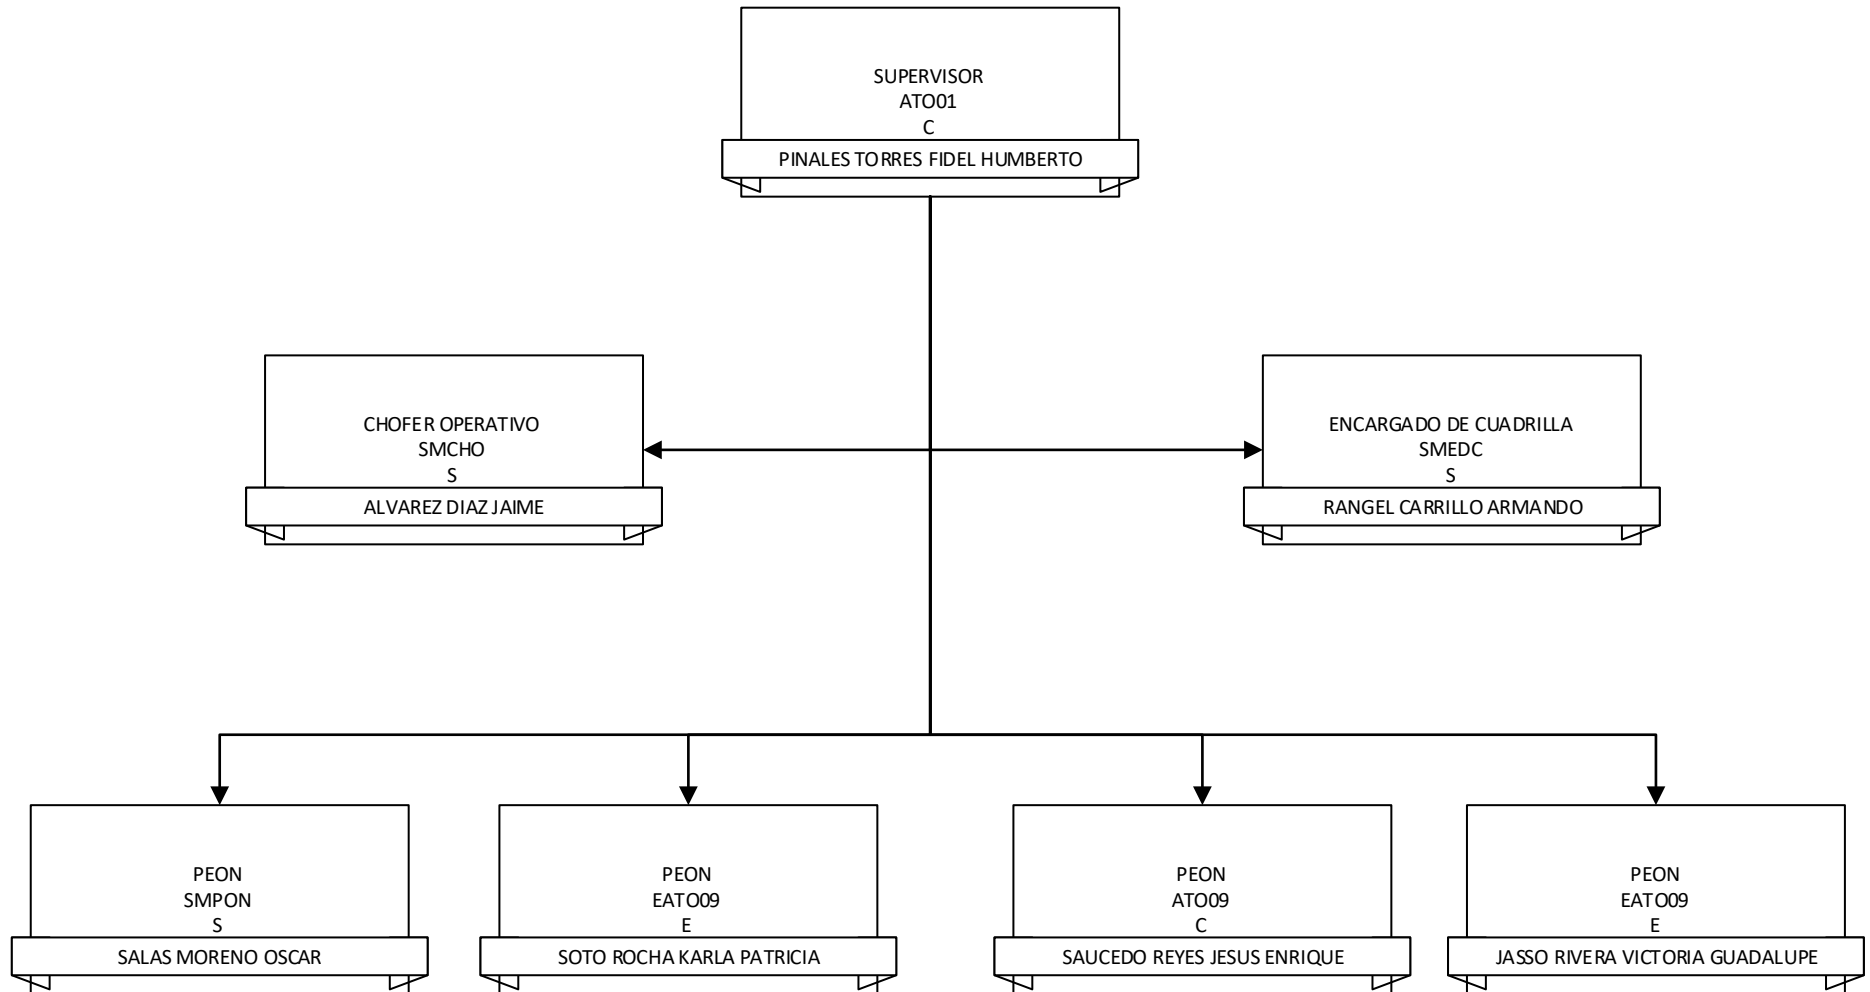 SUPERVISOR
ATO01
C
PINALES TORRES FIDEL HUMBERTO
CHOFER OPERATIVO
SMCHO
S
ALVAREZ DIAZ JAIME
ENCARGADO DE CUADRILLA
SMEDC
S
RANGEL CARRILLO ARMANDO
PEON
SMPON
S
SALAS MORENO OSCAR
PEON
EATO09
E
SOTO ROCHA KARLA PATRICIA
PEON
ATO09
C
SAUCEDO REYES JESUS ENRIQUE
PEON
EATO09
E
JASSO RIVERA VICTORIA GUADALUPE